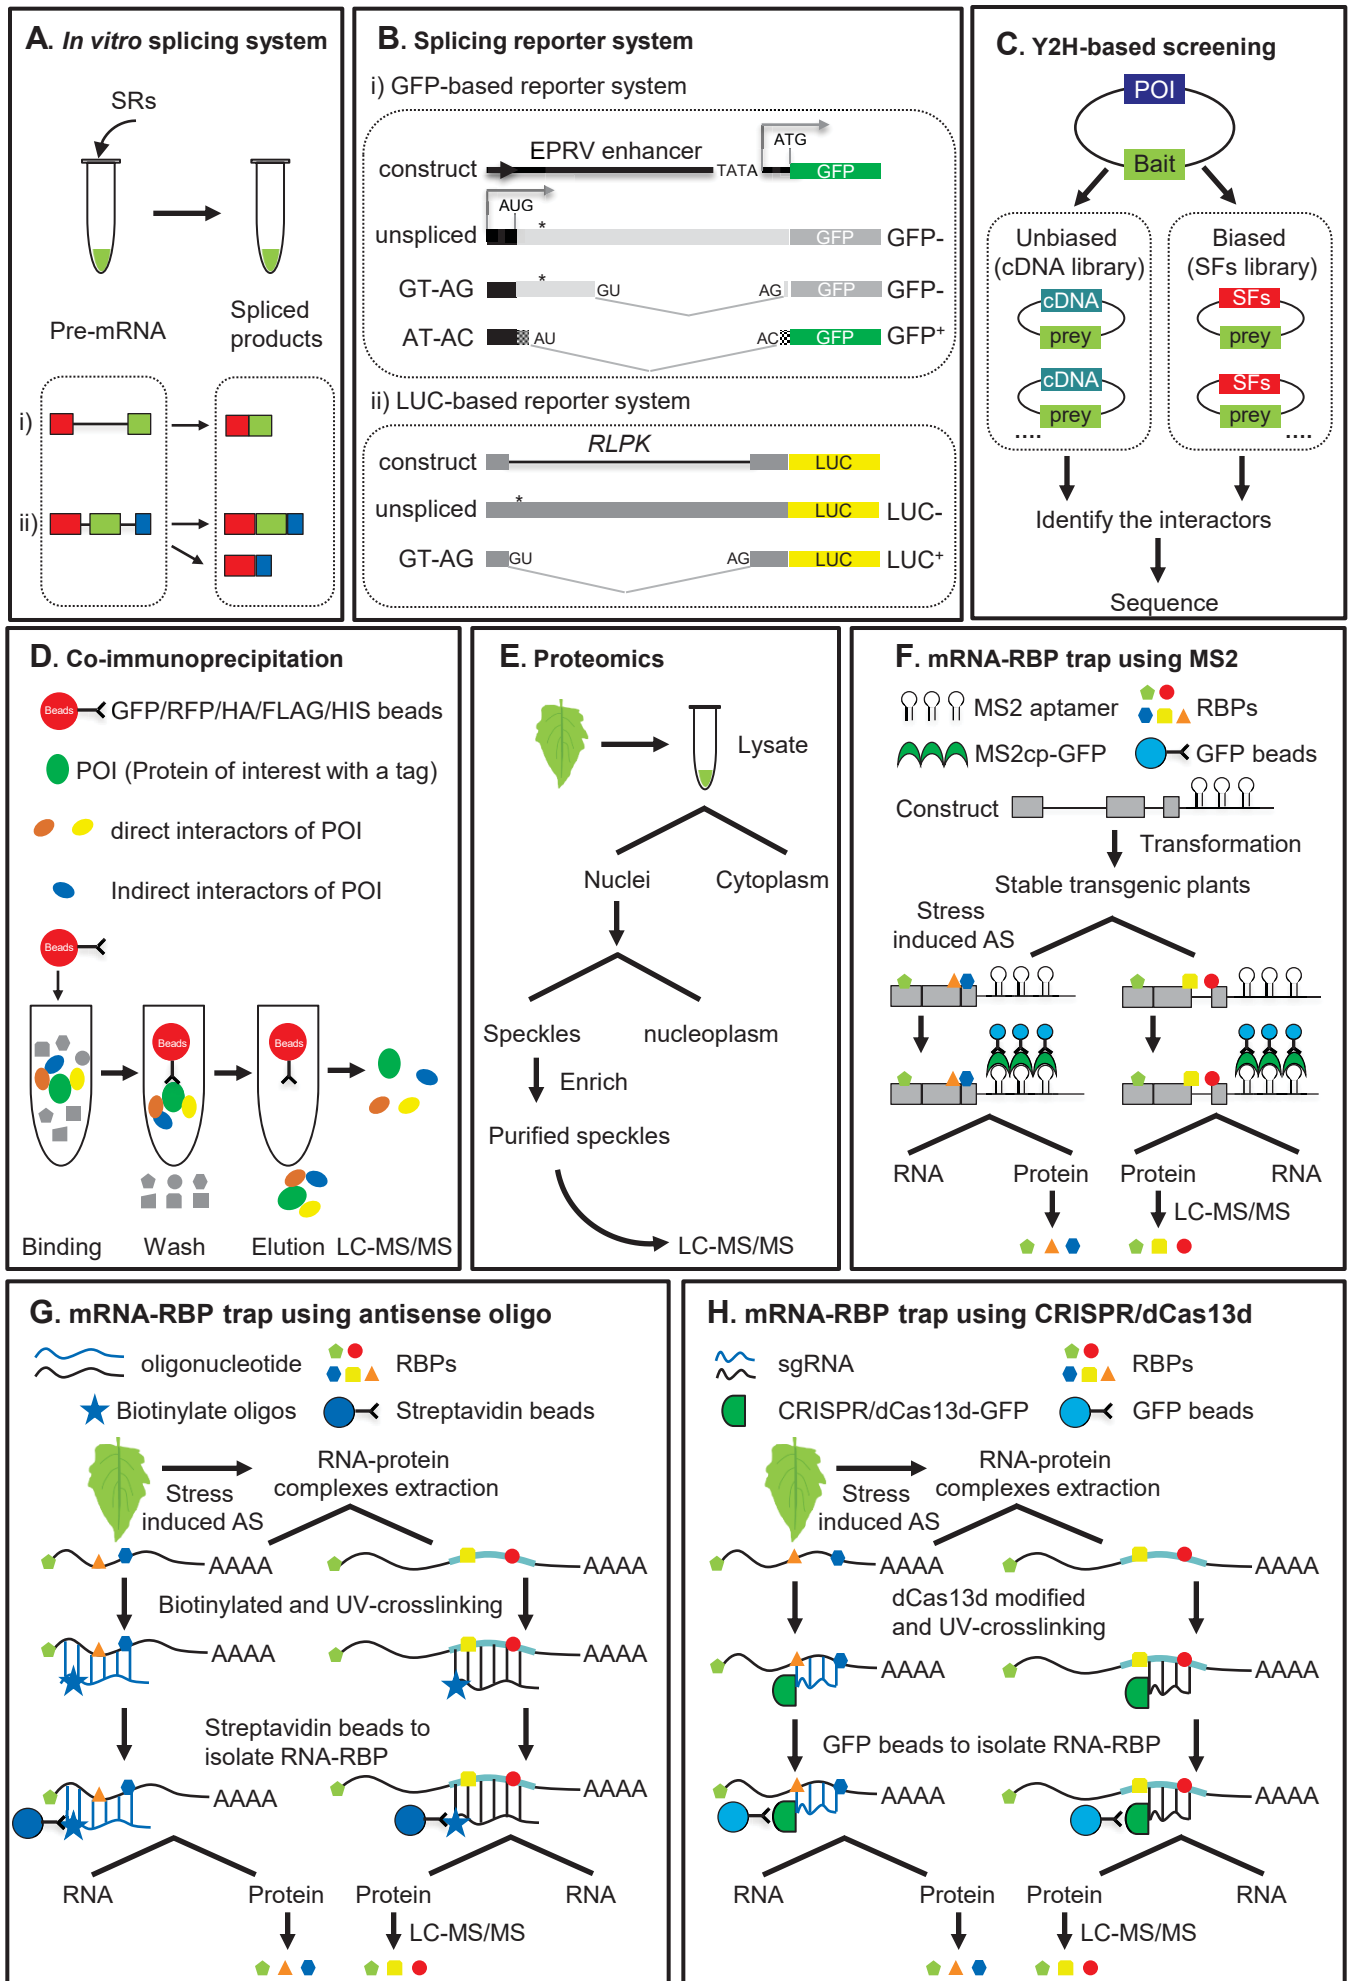 A. In vitro splicing system
SRs
Pre-mRNA
Spliced
products
i)
ii)
B. Splicing reporter system
i) GFP-based reporter system
construct
EPRV enhancer
TATA
ATG
GFP
AUG
unspliced
*
GFP
GFP-
GT-AG
*
GU
AG
GFP
GFP-
AT-AC
AU
AC
GFP
GFP+
ii) LUC-based reporter system
RLPK
construct
LUC
unspliced
*
LUC
LUC-
GT-AG
GU
AG
LUC
LUC+
C. Y2H-based screening
POI
Bait
Unbiased
(cDNA library)
cDNA
prey
cDNA
prey
....
Biased
(SFs library)
SFs
prey
SFs
prey
....
Identify the interactors
Sequence
D. Co-immunoprecipitation
Beads
GFP/RFP/HA/FLAG/HIS beads
POI (Protein of interest with a tag)
direct interactors of POI
Indirect interactors of POI
Beads
Beads
Beads
Binding
Wash
Elution
LC-MS/MS
E. Proteomics
Lysate
Nuclei
Cytoplasm
Speckles
nucleoplasm
Enrich
Purified speckles
LC-MS/MS
F. mRNA-RBP trap using MS2
MS2 aptamer
RBPs
MS2cp-GFP
GFP beads
Construct
Transformation
Stable transgenic plants
Stress
induced AS
RNA
Protein
Protein
RNA
LC-MS/MS
G. mRNA-RBP trap using antisense oligo
oligonucleotide
RBPs
Biotinylate oligos
Streptavidin beads
Stress
induced AS
RNA-protein
complexes extraction
AAAA
AAAA
Biotinylated and UV-crosslinking
AAAA
AAAA
Streptavidin beads to
isolate RNA-RBP
AAAA
AAAA
RNA
Protein
Protein
RNA
LC-MS/MS
H. mRNA-RBP trap using CRISPR/dCas13d
sgRNA
RBPs
CRISPR/dCas13d-GFP
GFP beads
Stress
induced AS
RNA-protein
complexes extraction
AAAA
AAAA
dCas13d modified
and UV-crosslinking
AAAA
AAAA
GFP beads to isolate RNA-RBP
AAAA
AAAA
RNA
Protein
Protein
RNA
LC-MS/MS